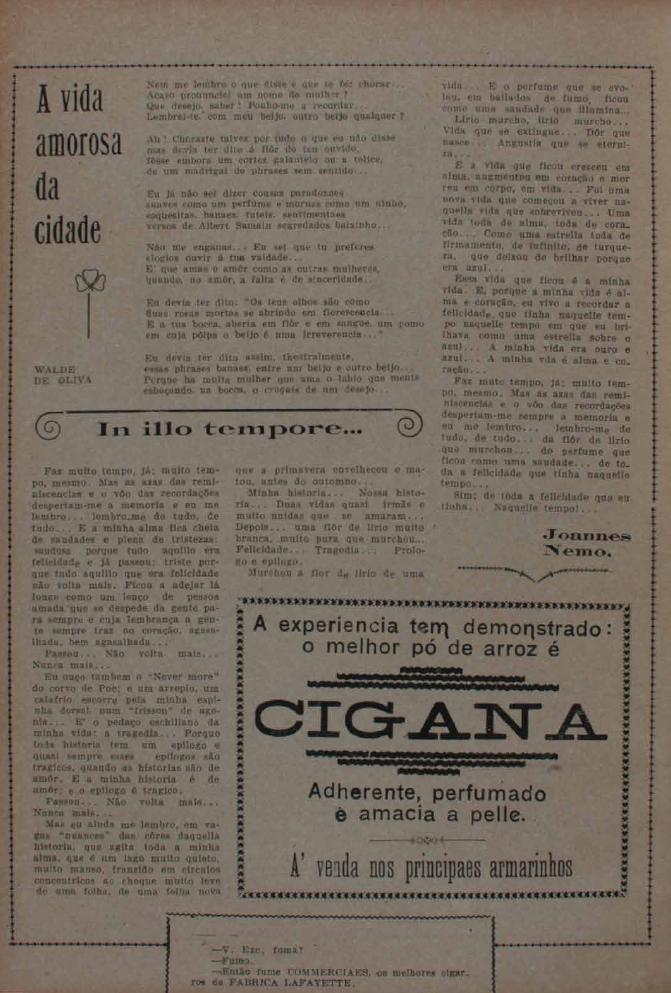 A vida
amorosa
da
cidade
WALDE
DE OLIVA
Nem me lembro o que disse e que te fez chorar...
Acaso pronunciei um nome de mulher?
Que desejo, saber! Ponho-me a recordar...
Lembrei-te, com meu beijo, outro beijo qualquer?
Ah! Choraste talvez por tudo o que eu não disse
mas devia ter dito á flôr do teu ouvido,
fôsse embora um cortez galanteio ou a tolice,
de um madrigal de phrases sem sentido...
Eu já não sei dizer cousas paradoxaes
suaves como um perfume e mornas como um ninho,
esquesitas, banaes, futeis, sentimentaes
versos de Albert Samain segredados baixinho...
Não me enganas... Eu sei que tu preferes
elogios ouvir á tua vaidade...
E' que amas o amôr como as outras mulheres,
quando, no amôr, a falta é de sinceridade..
Eu devia ter dito: "Os teus olhos são como
duas rosas mortas se abrindo em florescencia...
E a tua bocca, aberia em flôr e em sangue, um pomo
em cuja pôlpa o beijo é uma irreverencia..."
Eu devia ter dita assim, theatralmente,
essas phrases banaes, entre um beijo e outro beijo...
Porque ha muita mulher que ama o labio que mente
esboçando, na bocca, o croquis de um desejo...
In illo tempore...
Faz muito tempo, já; muito tem-
po, mesmo. Mas as azas das remi-
niscencias e o vôo das recordações
despertam-me a memoria e eu me
lembro... lembro-me de tudo, de
tudo... E a minha alma fica cheia
de saudades e plena de tristezas:
saudosa porque tudo aquillo era
felicidade e já passou; triste por-
que tudo aquillo que era felicidade
não volta mais. Ficou a adejar lá
longe como um lenço de pessoa
amada que se despede da gente pa-
ra sempre e cuja lembrança a gen-
te sempre traz no coração, agasa-
lhada, bem agasalhada...
Passou... Não volta mais...
Nunca mais...
Eu ouço tambem o "Never more"
do corvo de Poe; e um arrepio, um
calafrio escorre pela minha espi-
nha dorsal num "frisson" de ago-
nia... E' o pedaço eschiliano da
minha vida: a tragedia... Porque
toda historia tem um epilogo e
quasi sempre esses epilogos são
tragicos, quando as historias são de
amôr. E a minha historia é de
amôr; e o epilogo é tragico.
Passou... Não volta mais...
Nunca mais...
Mas eu ainda me lembro, em va-
gas "nuances" das côres daquella
historia, que agita toda a minha
alma, que é um lago muito quieto,
muito manso, franzido em circulos
concentricos ao choque muito leve
de uma folha, de uma folha nova
que a primavera envelheceu e ma-
tou, antes do outomno...
Minha historia... Nossa histo-
ria... Duas vidas quasi irmãs e
muito unidas que se amaram...
Depois... uma flôr de lirio muito
branca, muito pura que murchou...
Felicidade... Tragedia... Prolo-
go e epilogo.
Murchou a flor de lirio de uma
vida... E o perfume que se evo-
lou, em bailados de fumo, ficou
como uma saudade que illumina...
Lirio murcho, lirio murcho...
Vida que se extingue... Dôr que
nasce... Angustia que se eterni-
za...
E a vida que ficou cresceu em
alma, augmentou em coração e mor
reu em corpo, em vida... Foi uma
nova vida que começou a viver na-
quella vida que sobreviveu... Uma
vida toda de alma, toda de cora-
ção... Como uma estrella toda de
firmamento, de infinito, de turque-
za, que deixou de brilhar porque
era azul...
Essa vida que ficou é a minha
vida. E, porque a minha vida é al-
ma e coração, eu vivo a recordar a
felicidade que tinha naquelle tem-
po naquelle tempo em que eu bri-
lhava como uma estrella sobre o
azul... A minha vida era ouro e
azul... A minha vda é alma e co-
ração...
Faz muto tempo, já; muito tem-
po, mesmo. Mas as azas das remi-
niscencias e o vôo das recordações
despertam-me sempre a memoria e
eu me lembro... lembro-me de
tudo, de tudo... da flôr de lirio
que murchou... do perfume que
ficou como uma saudade... de to-
da a felicidade que tinha naquelle
tempo...
Sim; de tôda a felicidade que eu
tinha... Naquelle tempo!...
Joannes
Nemo.
A experiencia tem demonstrado:
o melhor pó de arroz é
CIGANA
Adherente, perfumado
e amacia a pelle.
A' venda nos principaes armarinhos
—V. Exc. fuma?
—Fumo.
—Então fume COMMERCIAES, os melhores cigar-
ros da FABRICA LAFAYETTE.